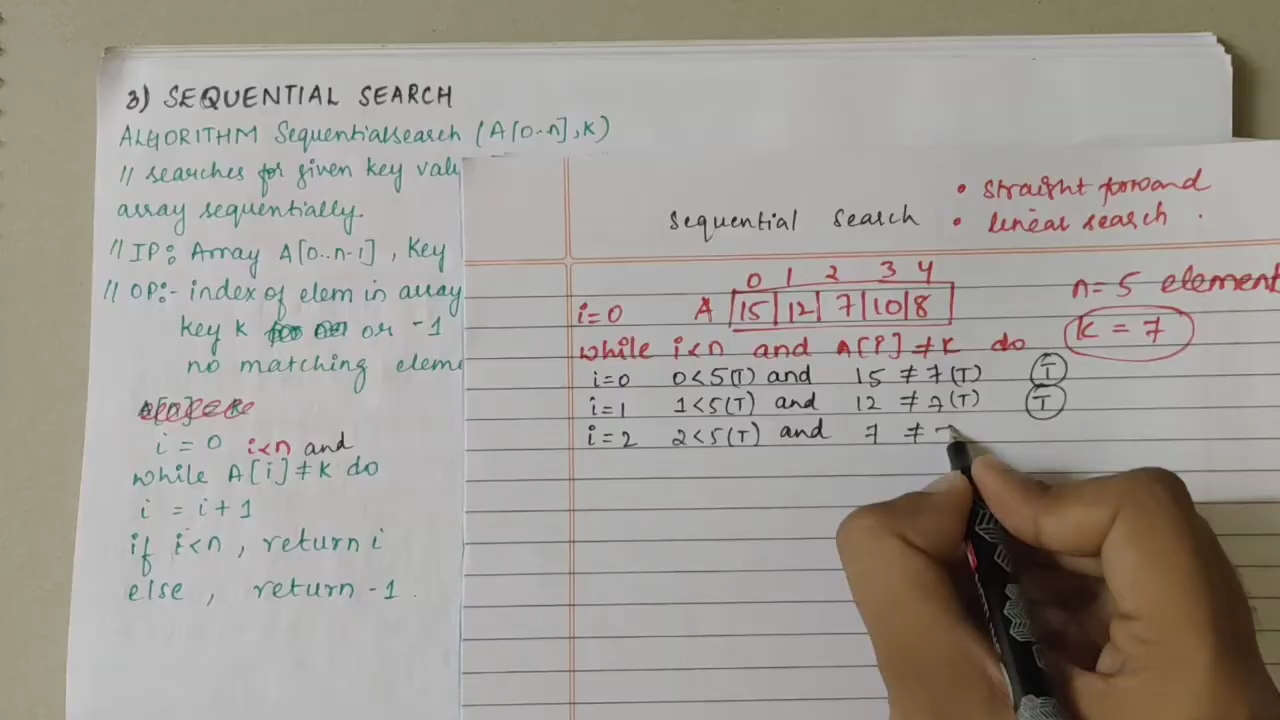 3) SEQUENTIAL SEARCH
ALGORITHM Sequentialsearch (A[0..n], K)
// searches for given key valu
array sequentially.
// IP: Array A[0..n-1], Key
// OP:- index of elem in array
key K or -1
no matching eleme
i = 0 i<n and
while A[i] ≠ K do
i = i + 1
if i<n, return i
else, return -1.
sequential search
• straight forward
• linear search.
0 1 2 3 4
i=0 A 15 12 7 10 8
n=5 element
K = 7
while i<n and A[i] ≠ K do
i=0 0<5(T) and 15 ≠ 7(T) T
i=1 1<5(T) and 12 ≠ 7(T) T
i=2 2<5(T) and 7 ≠